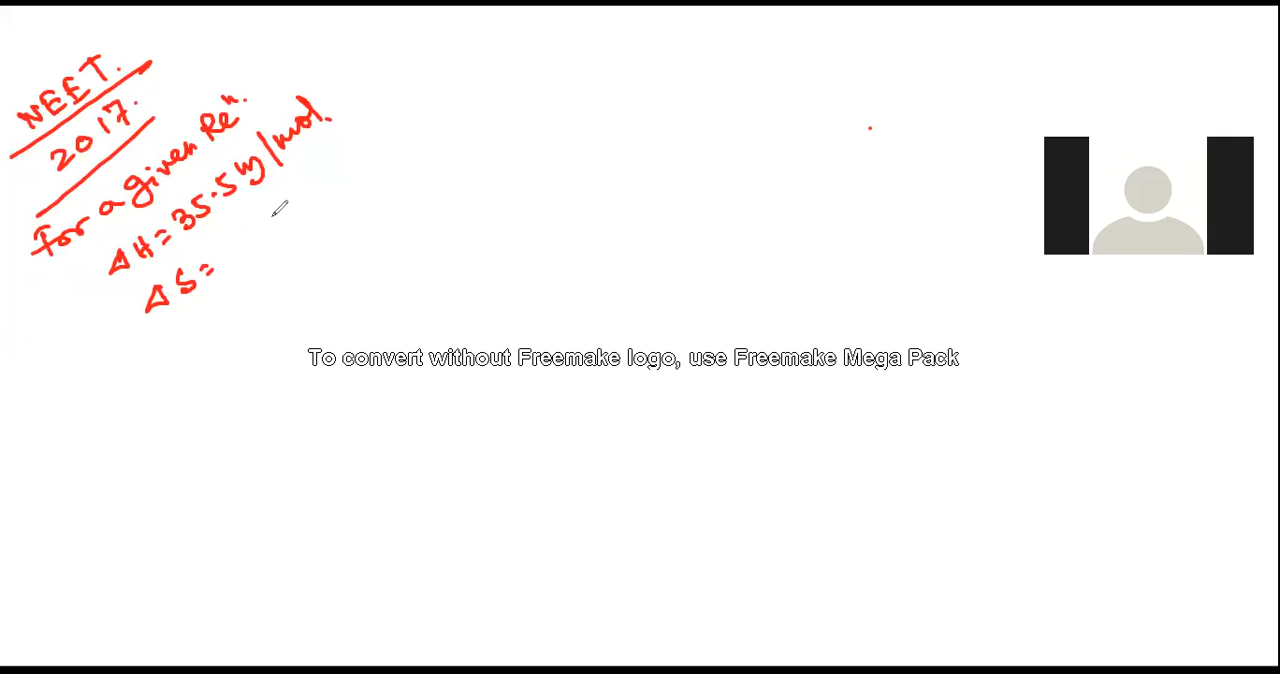 NEET.
2017.
For a given Reⁿ.
ΔH = 35.5 kJ/mol.
ΔS =
To convert without Freemake logo, use Freemake Mega Pack